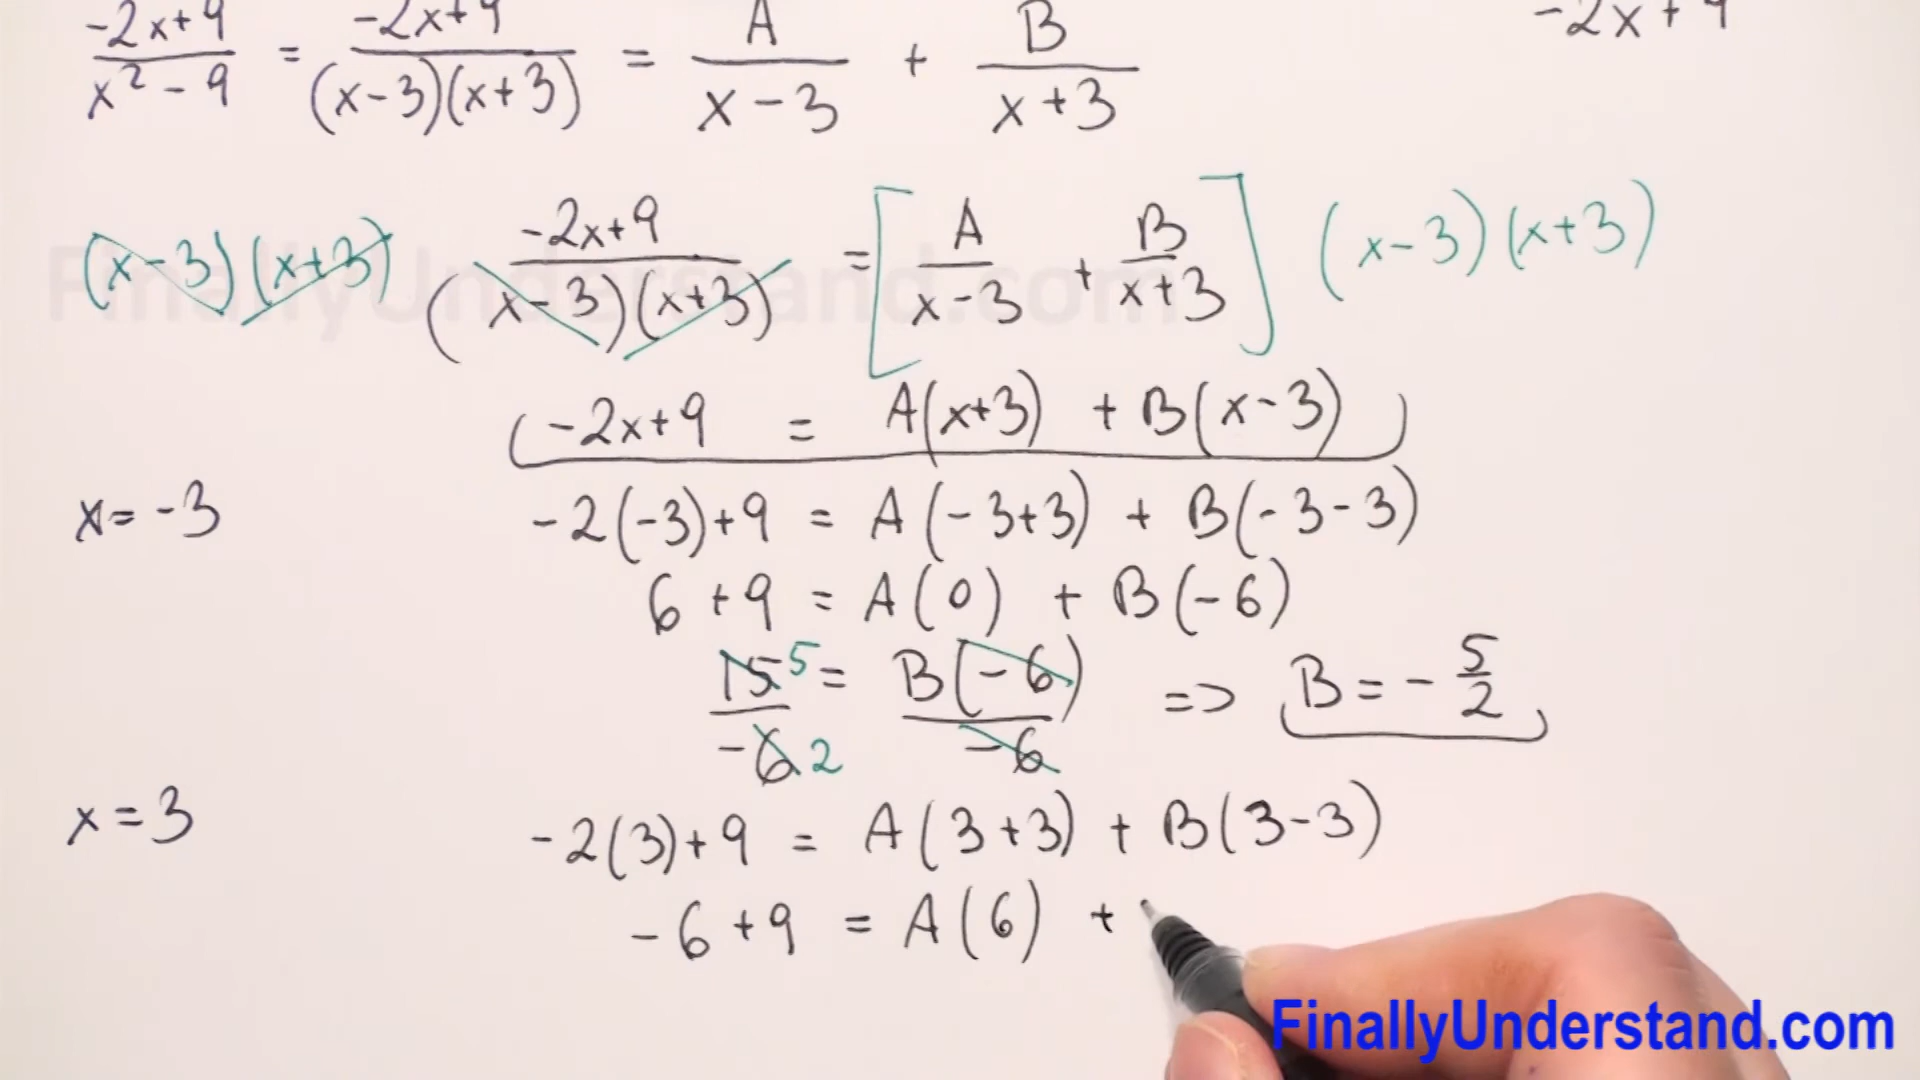 -2x+9
-2x+9/x²-9 = -2x+9/(x-3)(x+3) = A/x-3 + B/x+3
(x-3)(x+3) -2x+9/(x-3)(x+3) = [A/x-3 + B/x+3] (x-3)(x+3)
-2x+9 = A(x+3) + B(x-3)
x=-3 -2(-3)+9 = A(-3+3) + B(-3-3)
6+9 = A(0) + B(-6)
15 5/-6 2 = B(-6)/-6 => B = -5/2
x=3 -2(3)+9 = A(3+3) + B(3-3)
-6+9 = A(6) +
FinallyUnderstand.com
FinallyUnderstand.com